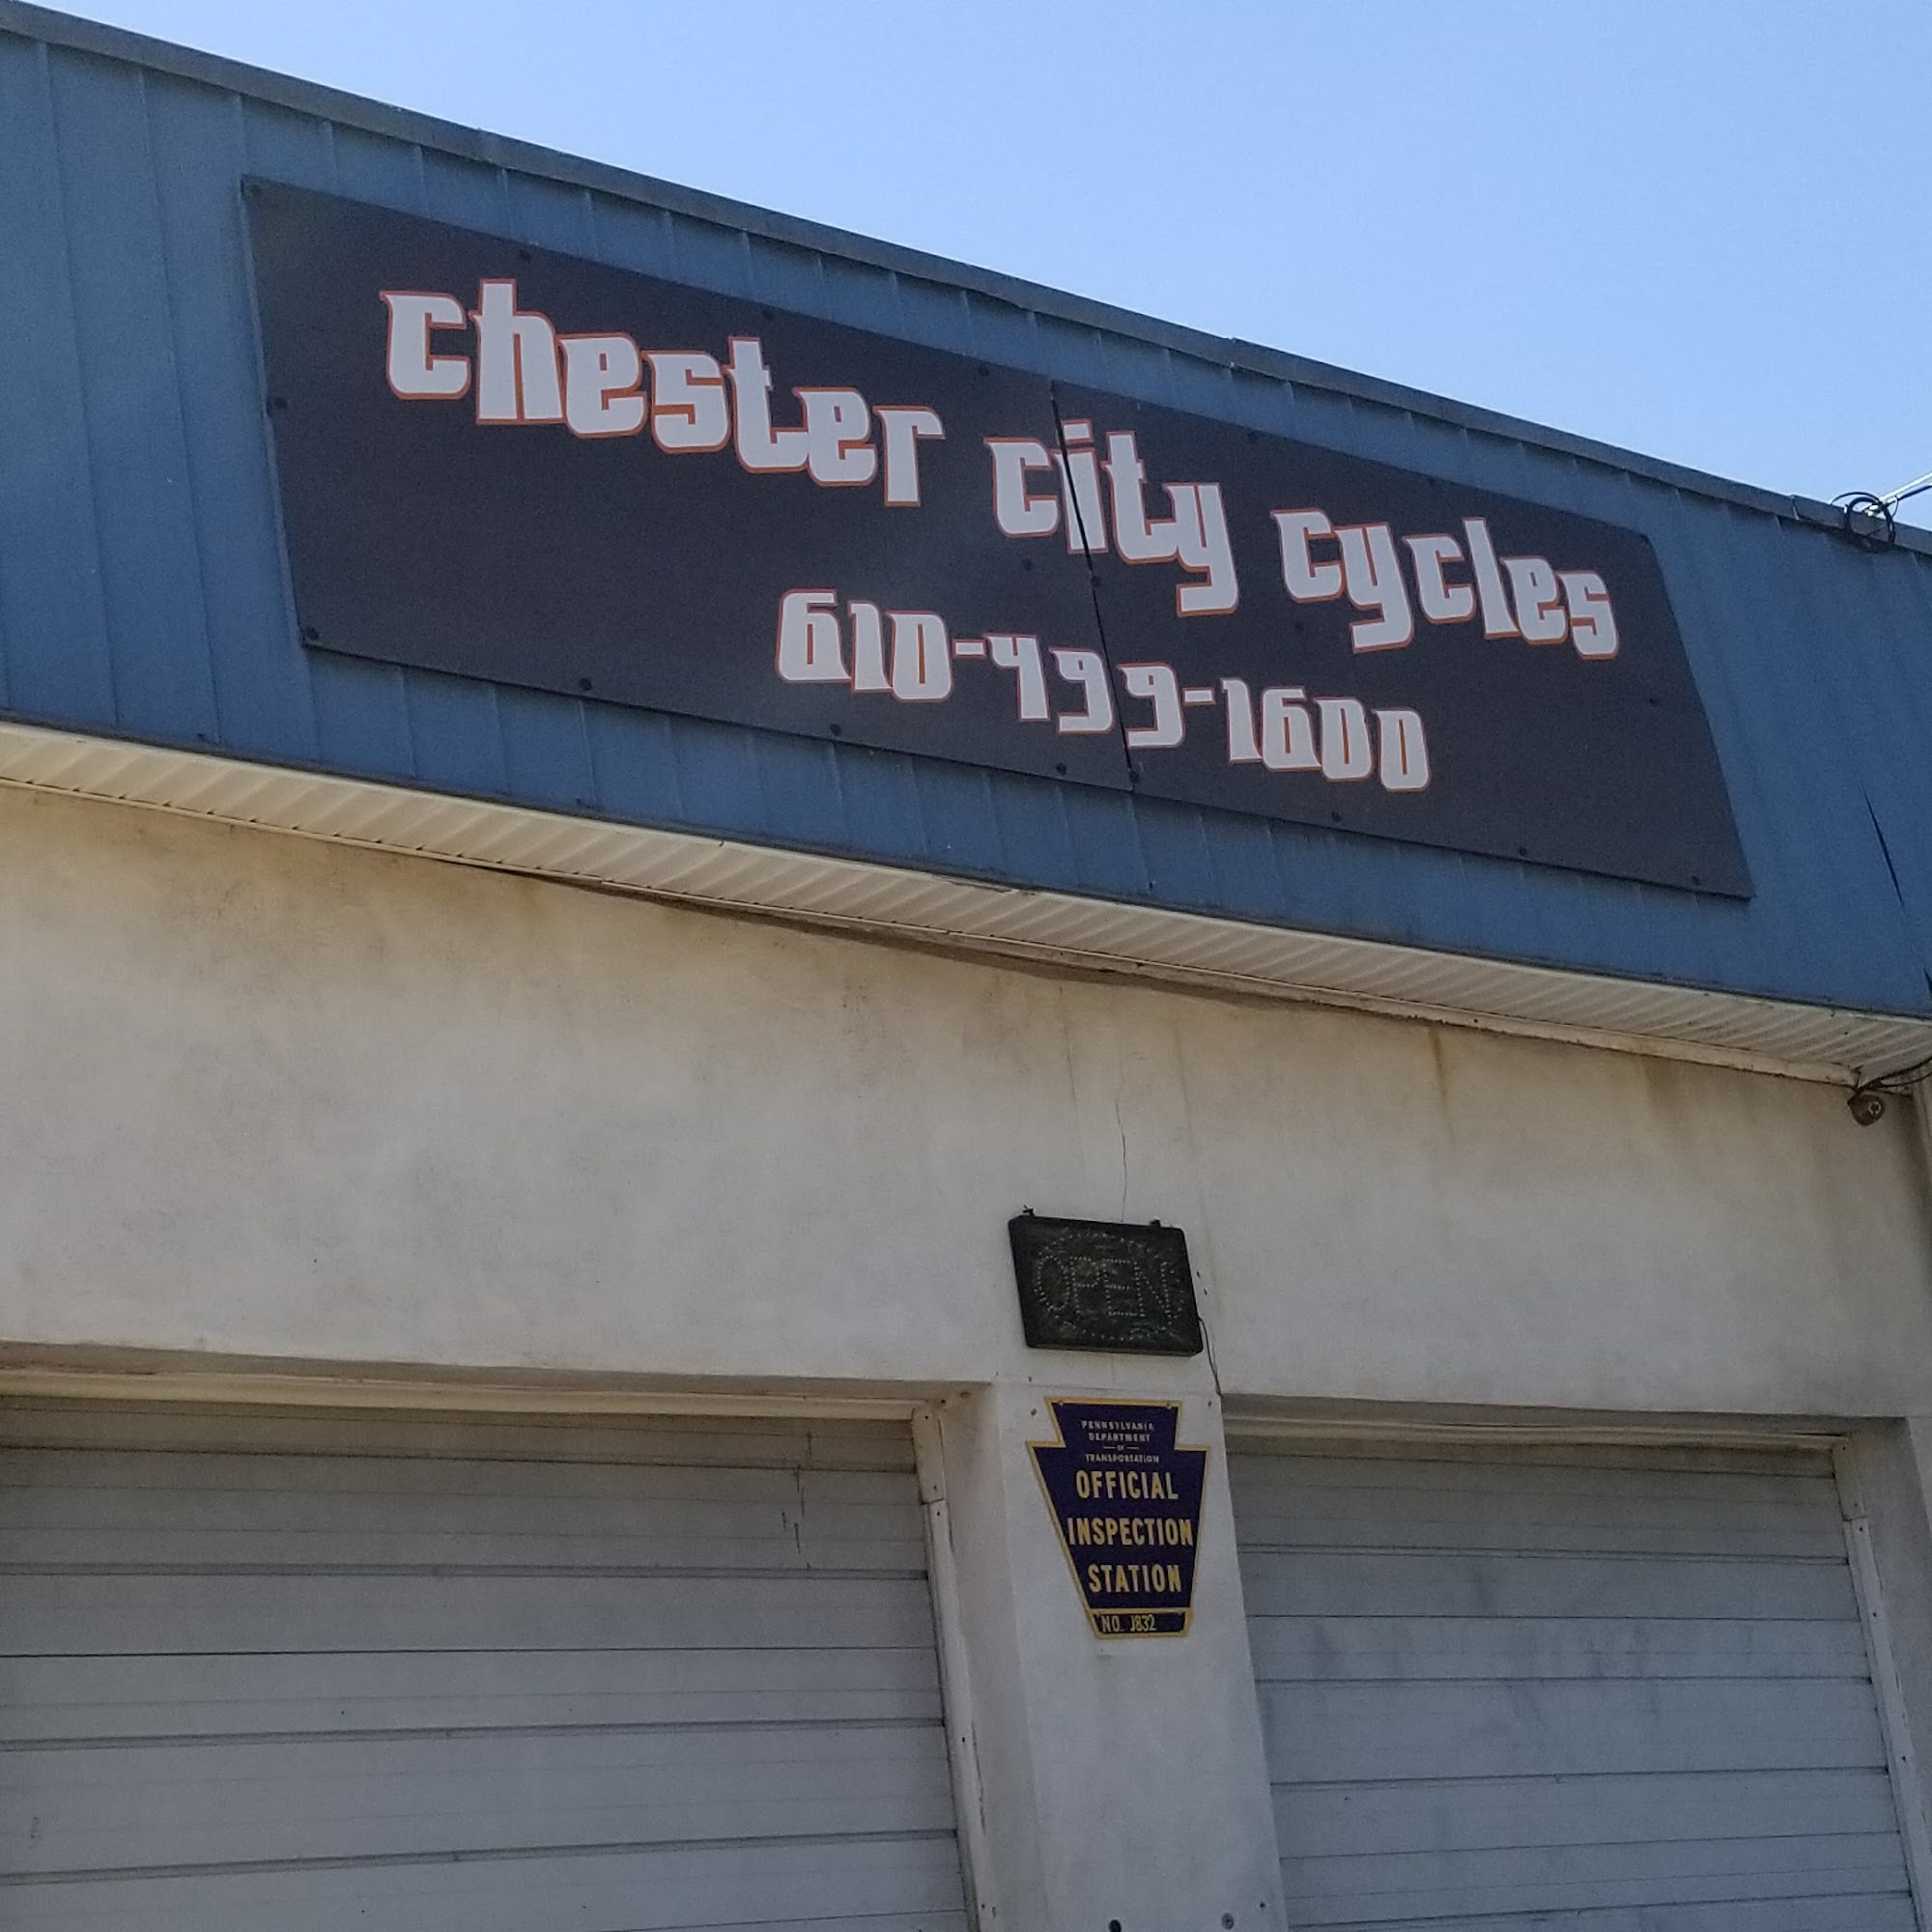 chester city cycles
610-499-1600
OPEN
PENNSYLVANIA
DEPARTMENT
OF
TRANSPORTATION
OFFICIAL
INSPECTION
STATION
NO. J832